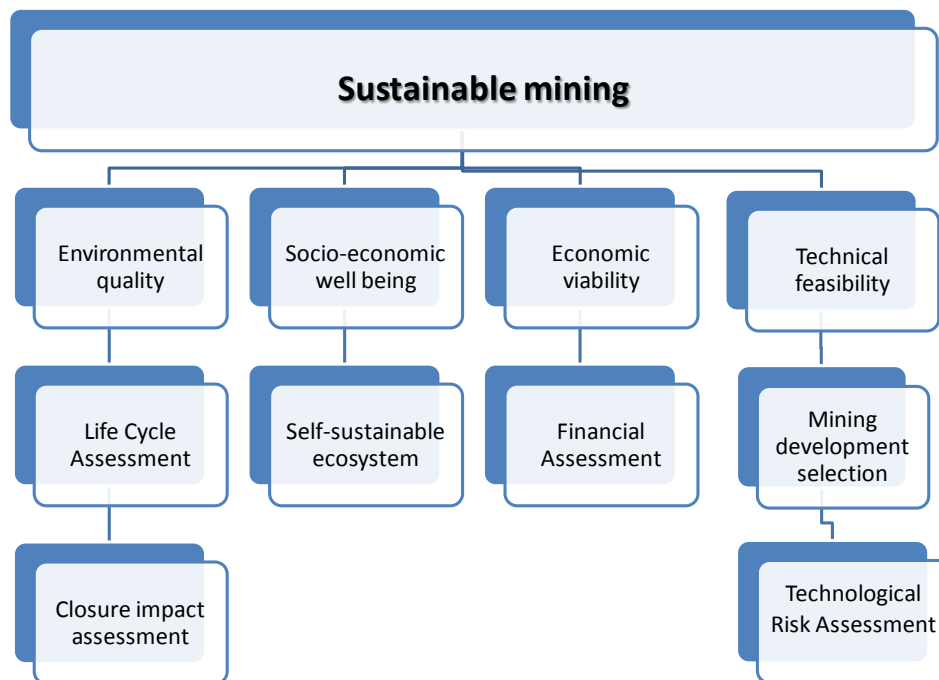 Sustainable mining
Environmental
quality
Socio-economic
well being
Economic
viability
Technical
feasibility
Life Cycle
Assessment
Self-sustainable
ecosystem
Financial
Assessment
Mining
development
selection
Closure impact
assessment
Technological
Risk Assessment